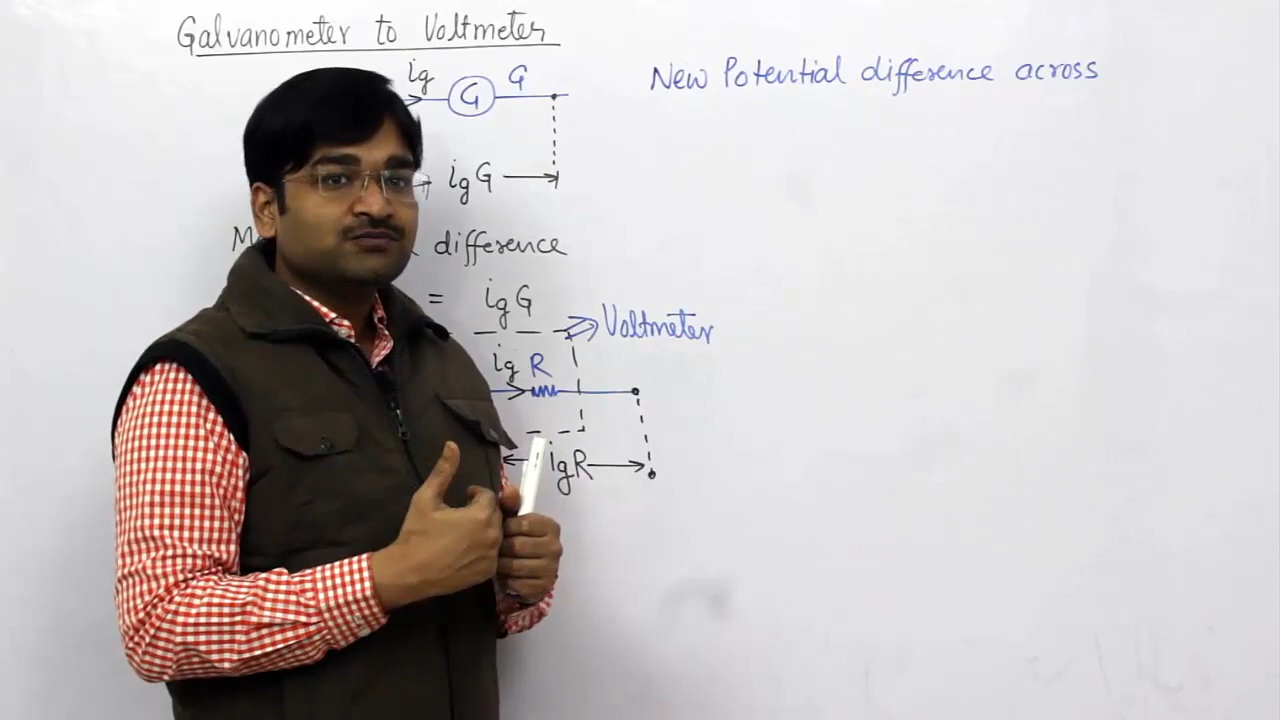 Galvanometer to Voltmeter
ig G
G
New Potential difference across
igG
difference
= igG
Voltmeter
ig R
igR